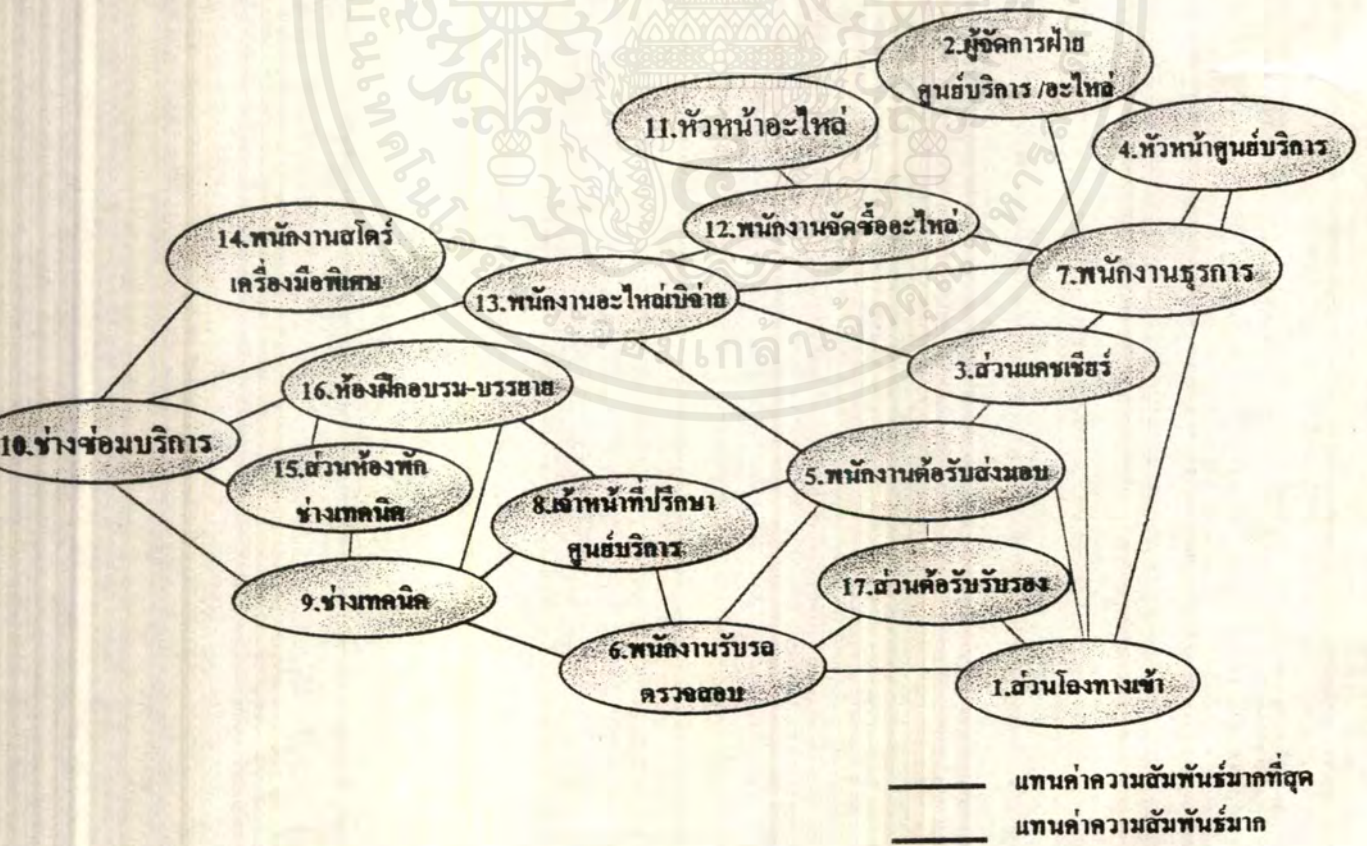 2.ผู้จัดการฝ่าย
ศูนย์บริการ /อะไหล่
11.หัวหน้าอะไหล่
4.หัวหน้าศูนย์บริการ
12.พนักงานจัดซื้ออะไหล่
14.พนักงานสโตร์
เครื่องมือพิเศษ
7.พนักงานธุรการ
13.พนักงานอะไหล่เบิจ่าย
3.ส่วนแคชเชียร์
16.ห้องฝึกอบรม-บรรยาย
10.ช่างซ่อมบริการ
15.ส่วนห้องพัก
ช่างเทคนิค
5.พนักงานต้อรับส่งมอบ
8.เจ้าหน้าที่ปรึกษา
ศูนย์บริการ
17.ส่วนต้อรับรับรอง
9.ช่างเทคนิค
6.พนักงานรับรถ
ตรวจสอบ
1.ส่วนโถงทางเข้า
แทนค่าความสัมพันธ์มากที่สุด
แทนค่าความสัมพันธ์มาก